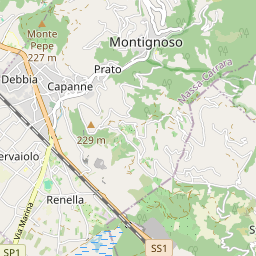 Monte
Pepe
227 m
Montignoso
Prato
Debbia
Capanne
Massa Carrara
229 m
ervaiolo
Via Marina
Renella
SS1
SP1
S